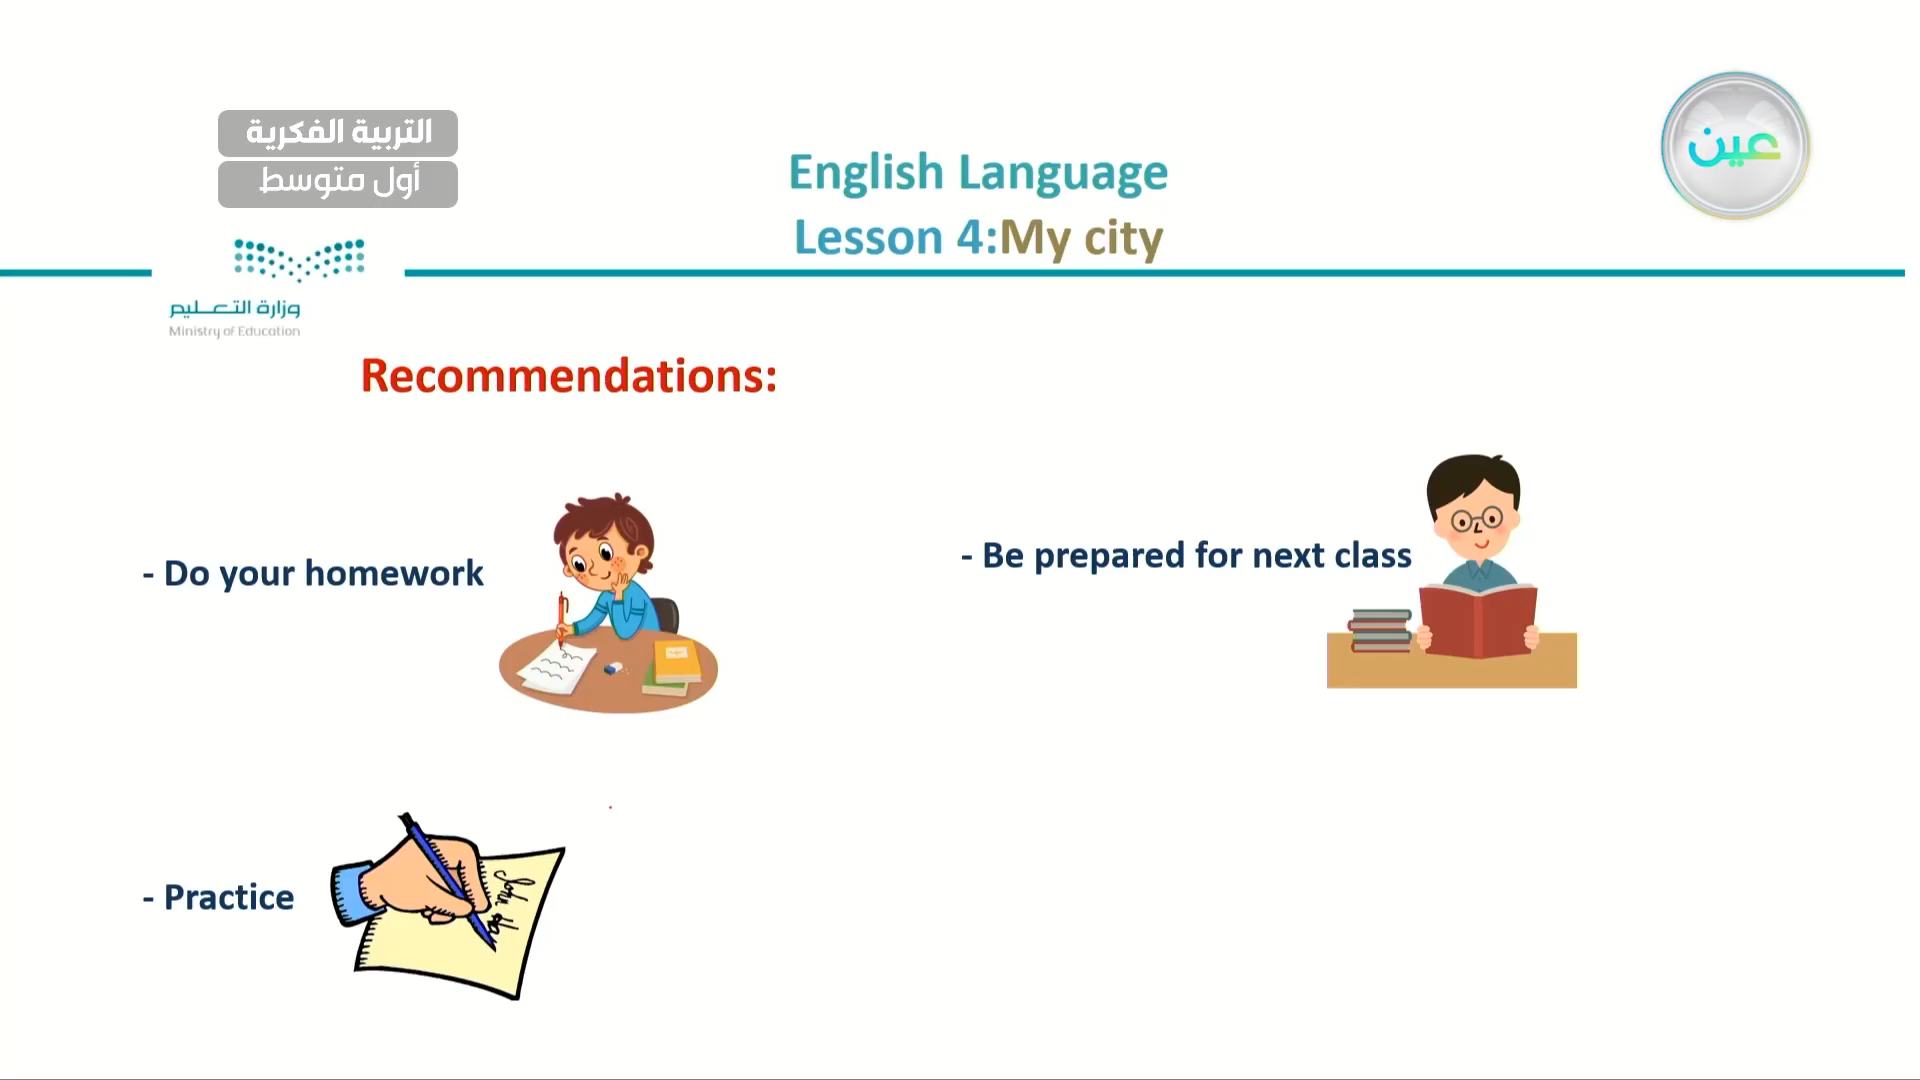 التربية الفكرية
أول متوسط
عين
English Language
Lesson 4:My city
وزارة التعليم
Ministry of Education
Recommendations:
- Do your homework
- Be prepared for next class
- Practice